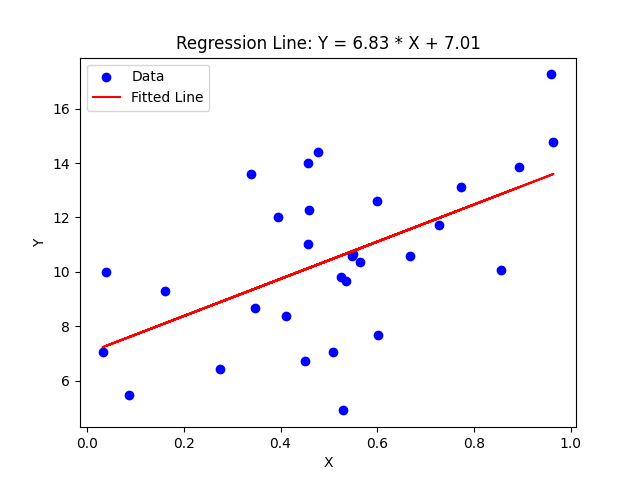 Regression Line: Y = 6.83 * X + 7.01
Data
Fitted Line
16
14
12
10
8
6
Y
0.0 0.2 0.4 0.6 0.8 1.0
X